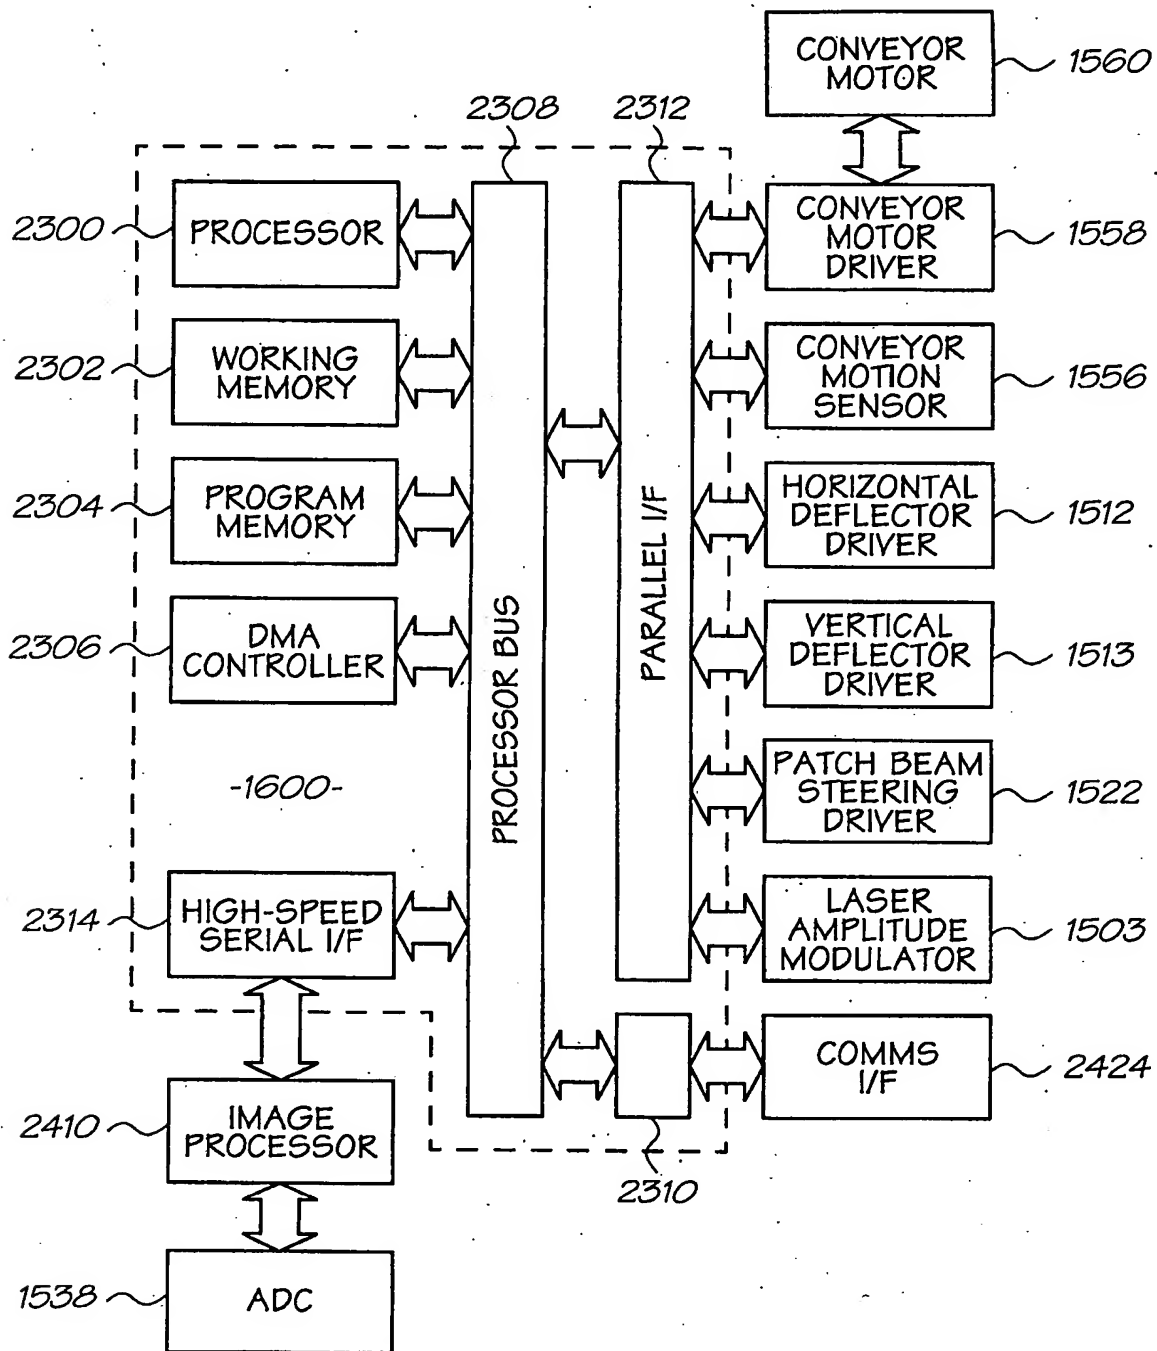 CONVEYOR
MOTOR
1560
2308
2312
2300
PROCESSOR
CONVEYOR
MOTOR
DRIVER
1558
2302
WORKING
MEMORY
CONVEYOR
MOTION
SENSOR
1556
2304
PROGRAM
MEMORY
HORIZONTAL
DEFLECTOR
DRIVER
1512
2306
DMA
CONTROLLER
PROCESSOR BUS
PARALLEL I/F
VERTICAL
DEFLECTOR
DRIVER
1513
-1600-
PATCH BEAM
STEERING
DRIVER
1522
2314
HIGH-SPEED
SERIAL I/F
LASER
AMPLITUDE
MODULATOR
1503
COMMS
I/F
2424
2410
IMAGE
PROCESSOR
2310
1538
ADC